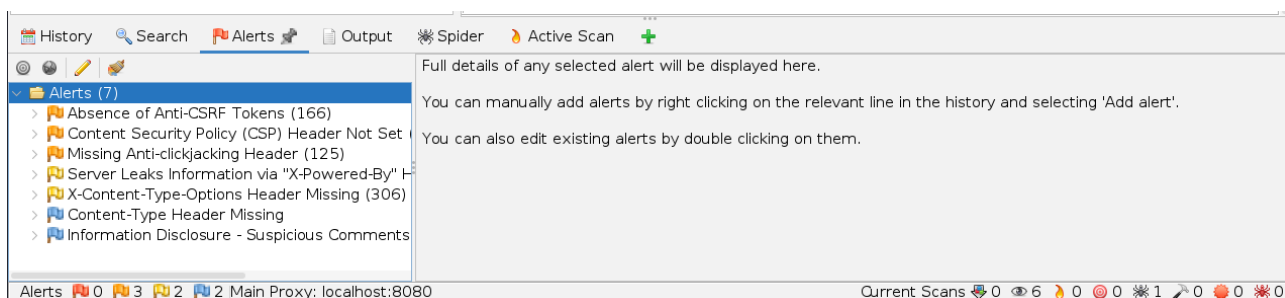 History Search Alerts Output Spider Active Scan
Alerts (7)
Absence of Anti-CSRF Tokens (166)
Content Security Policy (CSP) Header Not Set (
Missing Anti-clickjacking Header (125)
Server Leaks Information via "X-Powered-By" H
X-Content-Type-Options Header Missing (306)
Content-Type Header Missing
Information Disclosure - Suspicious Comments
Full details of any selected alert will be displayed here.
You can manually add alerts by right clicking on the relevant line in the history and selecting 'Add alert'.
You can also edit existing alerts by double clicking on them.
Alerts 0 3 2 2 Main Proxy: localhost:8080 Current Scans 0 6 0 0 1 0 0 0